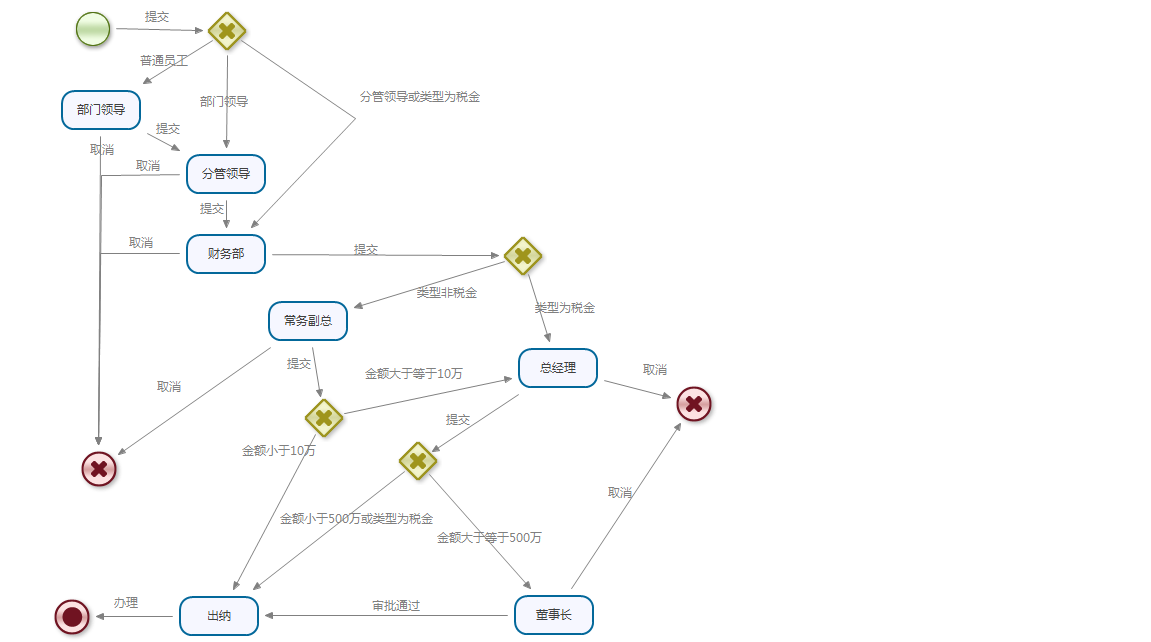 提交
普通员工
部门领导
分管领导或类型为税金
部门领导
提交
取消
取消
分管领导
提交
取消
财务部
提交
类型非税金
类型为税金
常务副总
提交
金额大于等于10万
总经理
取消
取消
提交
金额小于10万
取消
金额小于500万或类型为税金
金额大于等于500万
办理
出纳
审批通过
董事长